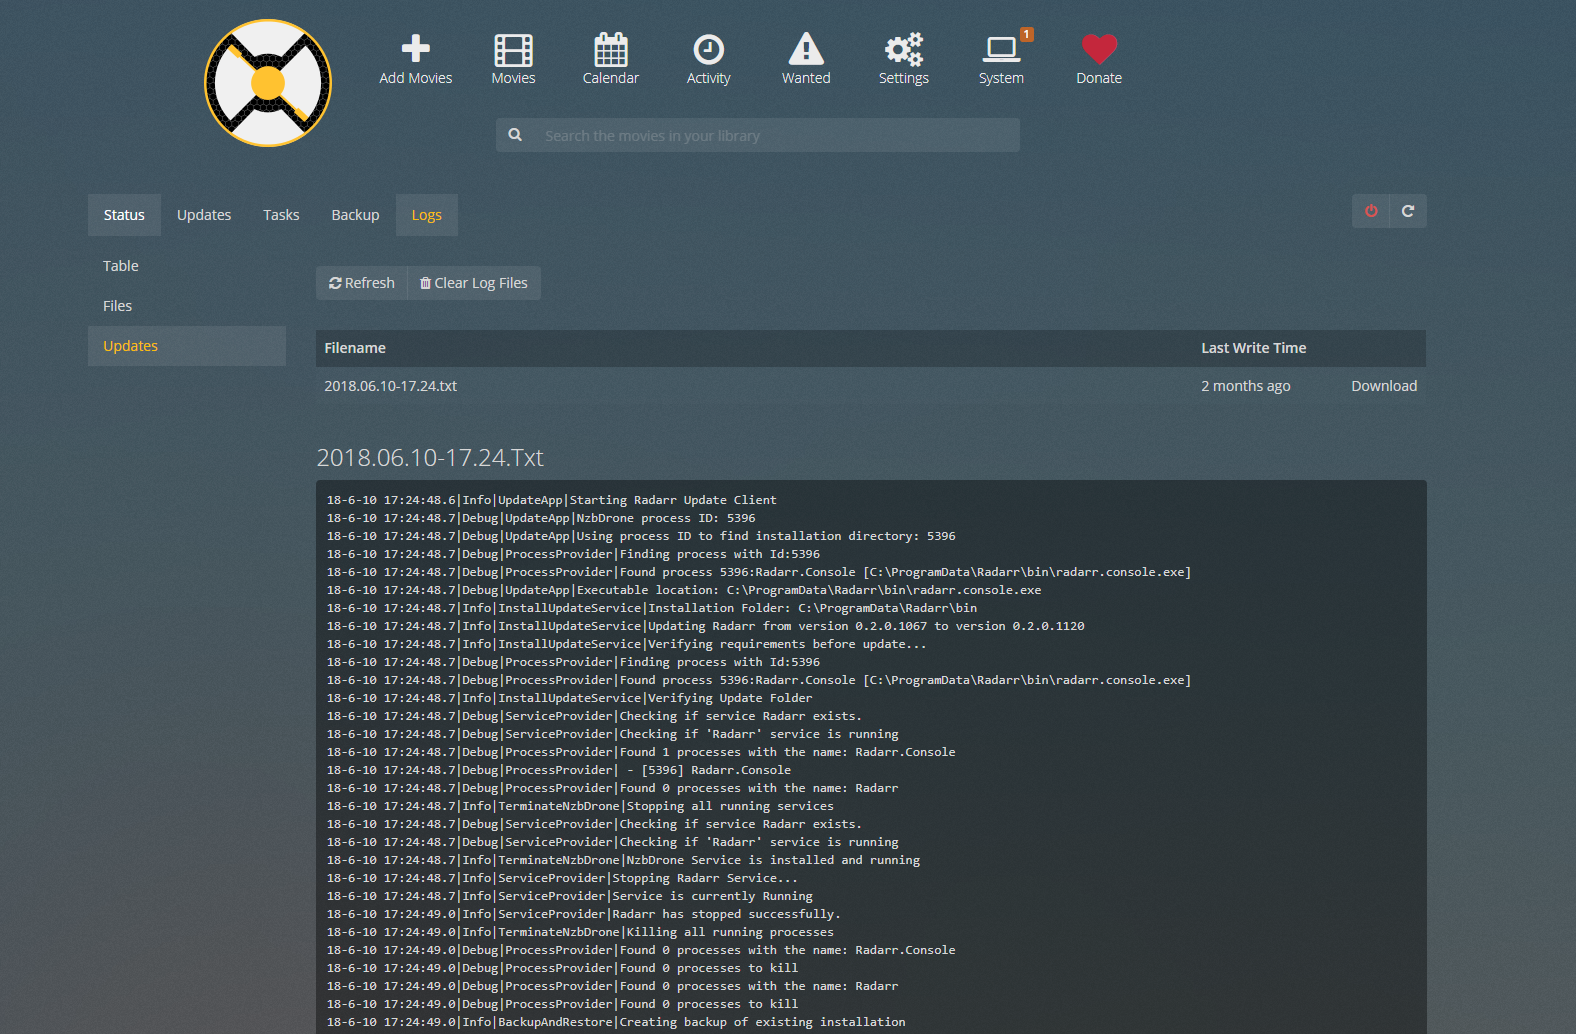 Add Movies Movies Calendar Activity Wanted Settings System 1 Donate
Search the movies in your library
Status Updates Tasks Backup Logs
Table
Files
Updates
Refresh Clear Log Files
Filename Last Write Time
2018.06.10-17.24.txt 2 months ago Download
2018.06.10-17.24.Txt
18-6-10 17:24:48.6|Info|UpdateApp|Starting Radarr Update Client
18-6-10 17:24:48.7|Debug|UpdateApp|NzbDrone process ID: 5396
18-6-10 17:24:48.7|Debug|UpdateApp|Using process ID to find installation directory: 5396
18-6-10 17:24:48.7|Debug|ProcessProvider|Finding process with Id:5396
18-6-10 17:24:48.7|Debug|ProcessProvider|Found process 5396:Radarr.Console [C:\ProgramData\Radarr\bin\radarr.console.exe]
18-6-10 17:24:48.7|Debug|UpdateApp|Executable location: C:\ProgramData\Radarr\bin\radarr.console.exe
18-6-10 17:24:48.7|Info|InstallUpdateService|Installation Folder: C:\ProgramData\Radarr\bin
18-6-10 17:24:48.7|Info|InstallUpdateService|Updating Radarr from version 0.2.0.1067 to version 0.2.0.1120
18-6-10 17:24:48.7|Info|InstallUpdateService|Verifying requirements before update...
18-6-10 17:24:48.7|Debug|ProcessProvider|Finding process with Id:5396
18-6-10 17:24:48.7|Debug|ProcessProvider|Found process 5396:Radarr.Console [C:\ProgramData\Radarr\bin\radarr.console.exe]
18-6-10 17:24:48.7|Info|InstallUpdateService|Verifying Update Folder
18-6-10 17:24:48.7|Debug|ServiceProvider|Checking if service Radarr exists.
18-6-10 17:24:48.7|Debug|ServiceProvider|Checking if 'Radarr' service is running
18-6-10 17:24:48.7|Debug|ProcessProvider|Found 1 processes with the name: Radarr.Console
18-6-10 17:24:48.7|Debug|ProcessProvider| - [5396] Radarr.Console
18-6-10 17:24:48.7|Debug|ProcessProvider|Found 0 processes with the name: Radarr
18-6-10 17:24:48.7|Info|TerminateNzbDrone|Stopping all running services
18-6-10 17:24:48.7|Debug|ServiceProvider|Checking if service Radarr exists.
18-6-10 17:24:48.7|Debug|ServiceProvider|Checking if 'Radarr' service is running
18-6-10 17:24:48.7|Info|TerminateNzbDrone|NzbDrone Service is installed and running
18-6-10 17:24:48.7|Info|ServiceProvider|Stopping Radarr Service...
18-6-10 17:24:48.7|Info|ServiceProvider|Service is currently Running
18-6-10 17:24:49.0|Info|ServiceProvider|Radarr has stopped successfully.
18-6-10 17:24:49.0|Info|TerminateNzbDrone|Killing all running processes
18-6-10 17:24:49.0|Debug|ProcessProvider|Found 0 processes with the name: Radarr.Console
18-6-10 17:24:49.0|Debug|ProcessProvider|Found 0 processes to kill
18-6-10 17:24:49.0|Debug|ProcessProvider|Found 0 processes with the name: Radarr
18-6-10 17:24:49.0|Debug|ProcessProvider|Found 0 processes to kill
18-6-10 17:24:49.0|Info|BackupAndRestore|Creating backup of existing installation